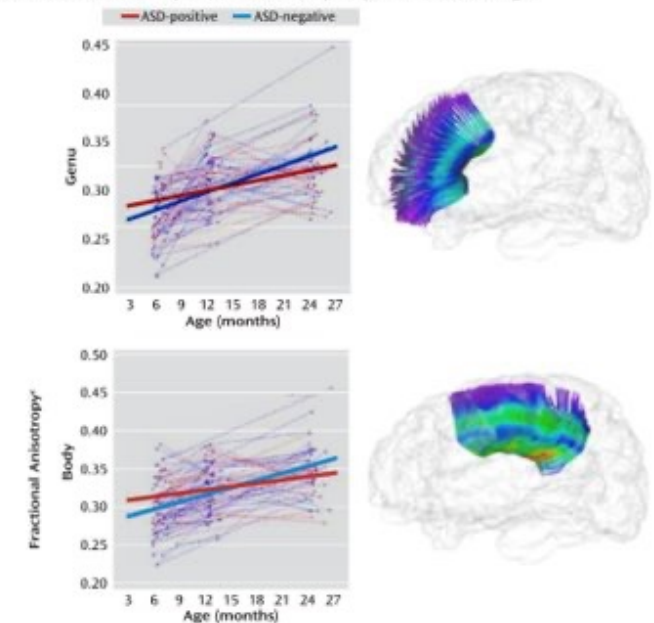 ASD-positive ASD-negative
0.45
0.40
0.35
0.30
0.25
0.20
Genu
3 6 9 12 15 18 21 24 27
Age (months)
0.50
0.45
0.40
0.35
0.30
0.25
0.20
Fractional Anisotropyᶜ
Body
3 6 9 12 15 18 21 24 27
Age (months)